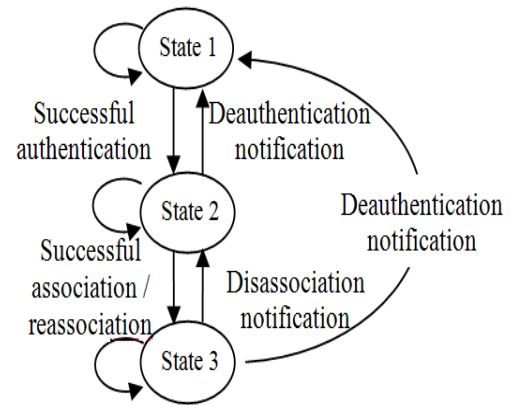 State 1
Successful
authentication
Deauthentication
notification
State 2
Deauthentication
notification
Successful
association /
reassociation
Disassociation
notification
State 3